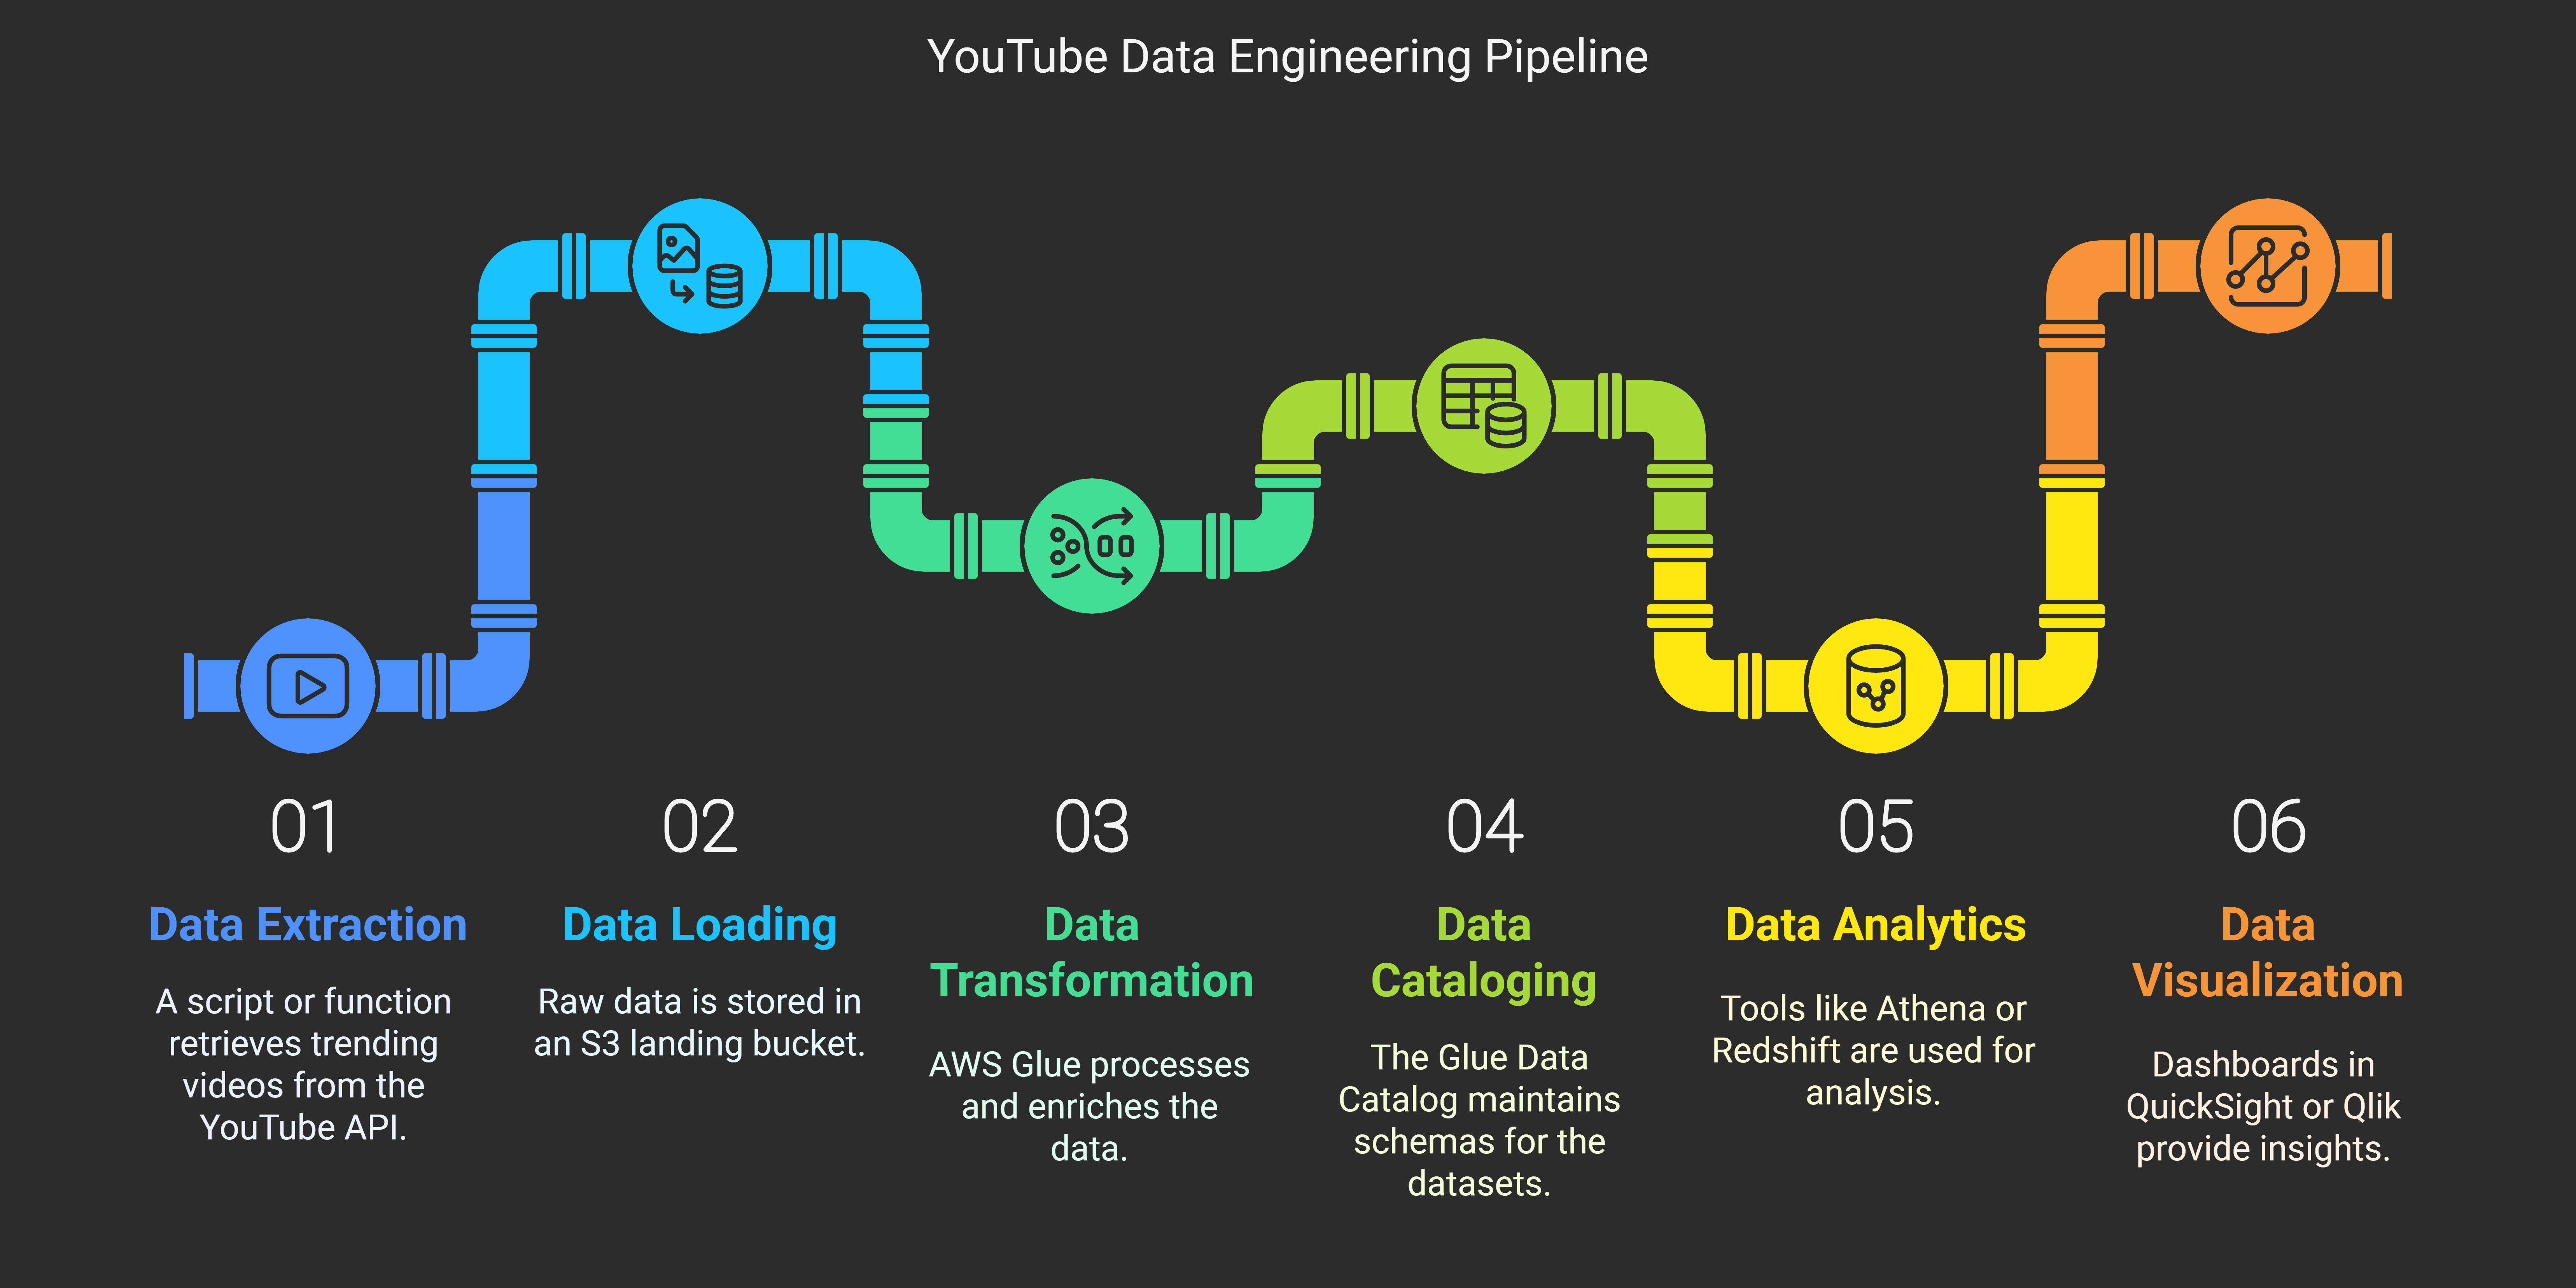 YouTube Data Engineering Pipeline
01
Data Extraction
A script or function
retrieves trending
videos from the
YouTube API.
02
Data Loading
Raw data is stored in
an S3 landing bucket.
03
Data
Transformation
AWS Glue processes
and enriches the
data.
04
Data
Cataloging
The Glue Data
Catalog maintains
schemas for the
datasets.
05
Data Analytics
Tools like Athena or
Redshift are used for
analysis.
06
Data
Visualization
Dashboards in
QuickSight or Qlik
provide insights.